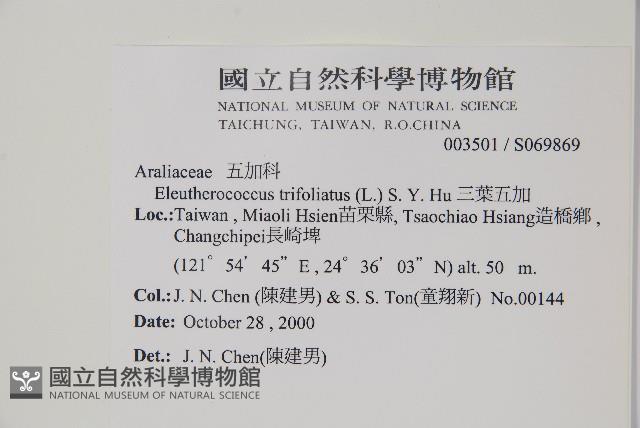 國立自然科學博物館
NATIONAL MUSEUM OF NATURAL SCIENCE
TAICHUNG, TAIWAN, R.O.CHINA
003501 / S069869
Araliaceae 五加科
Eleutherococcus trifoliatus (L.) S. Y. Hu 三葉五加
Loc.:Taiwan , Miaoli Hsien苗栗縣, Tsaochiao Hsiang造橋鄉 ,
Changchipei長崎埤
(121° 54′ 45” E , 24° 36′ 03” N) alt. 50 m.
Col.:J. N. Chen (陳建男) & S. S. Ton(童翔新) No.00144
Date: October 28 , 2000
Det.: J. N. Chen(陳建男)
國立自然科學博物館
NATIONAL MUSEUM OF NATURAL SCIENCE